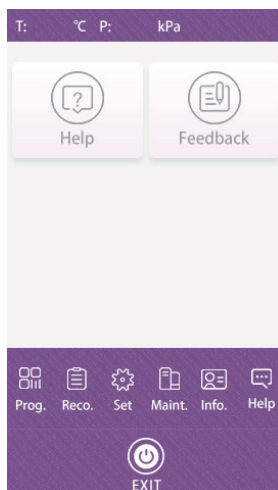 T: ℃ P: kPa
Help Feedback
Prog. Reco. Set Maint. Info. Help
EXIT